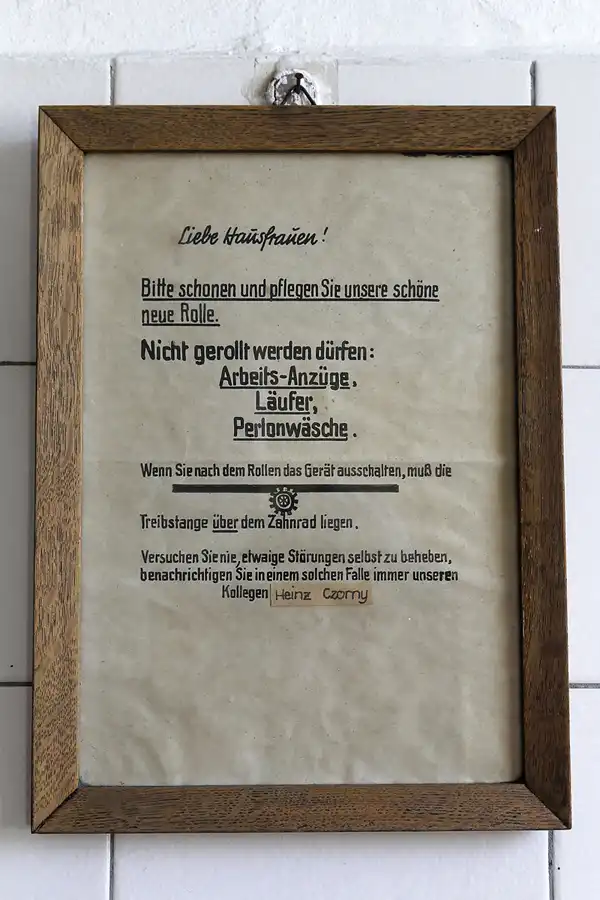 Liebe Hausfrauen!
Bitte schonen und pflegen Sie unsere schöne
neue Rolle.
Nicht gerollt werden dürfen:
Arbeits-Anzüge,
Läufer,
Perlonwäsche.
Wenn Sie nach dem Rollen das Gerät ausschalten, muß die
Treibstange über dem Zahnrad liegen.
Versuchen Sie nie, etwaige Störungen selbst zu beheben,
benachrichtigen Sie in einem solchen Falle immer unseren
Kollegen Heinz Czorny